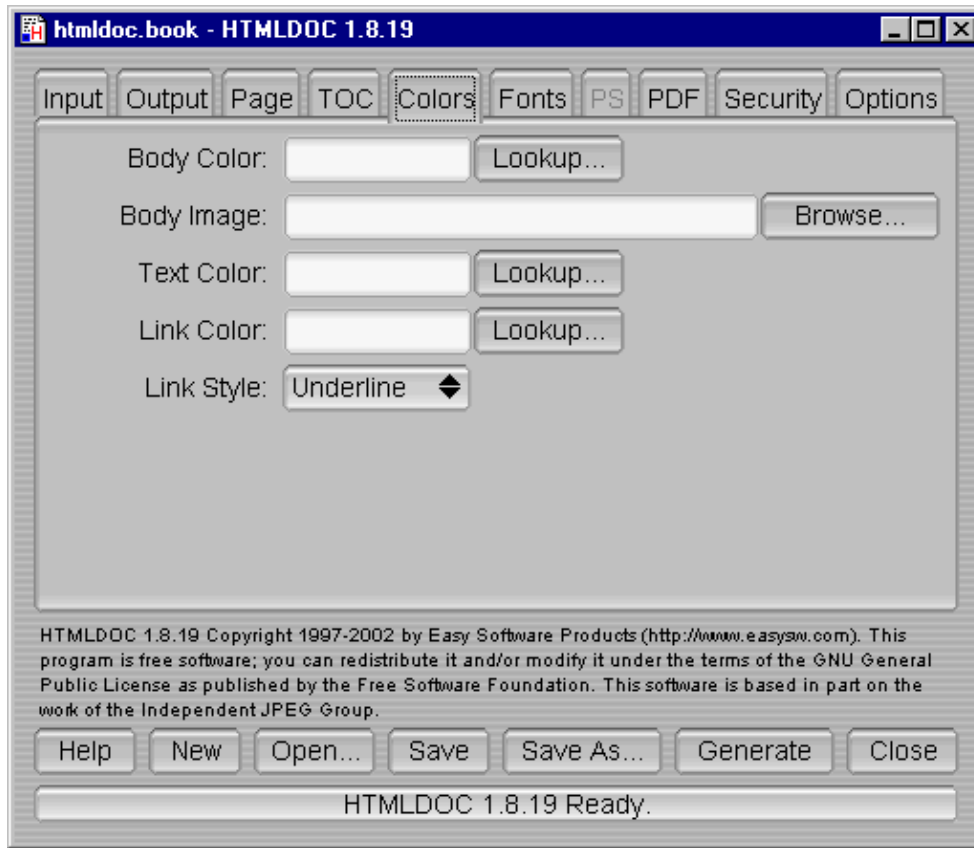 htmldoc.book - HTMLDOC 1.8.19
Input Output Page TOC Colors Fonts PS PDF Security Options
Body Color: Lookup...
Body Image: Browse...
Text Color: Lookup...
Link Color: Lookup...
Link Style: Underline
HTMLDOC 1.8.19 Copyright 1997-2002 by Easy Software Products (http://www.easysw.com). This
program is free software; you can redistribute it and/or modify it under the terms of the GNU General
Public License as published by the Free Software Foundation. This software is based in part on the
work of the Independent JPEG Group.
Help New Open... Save Save As... Generate Close
HTMLDOC 1.8.19 Ready.